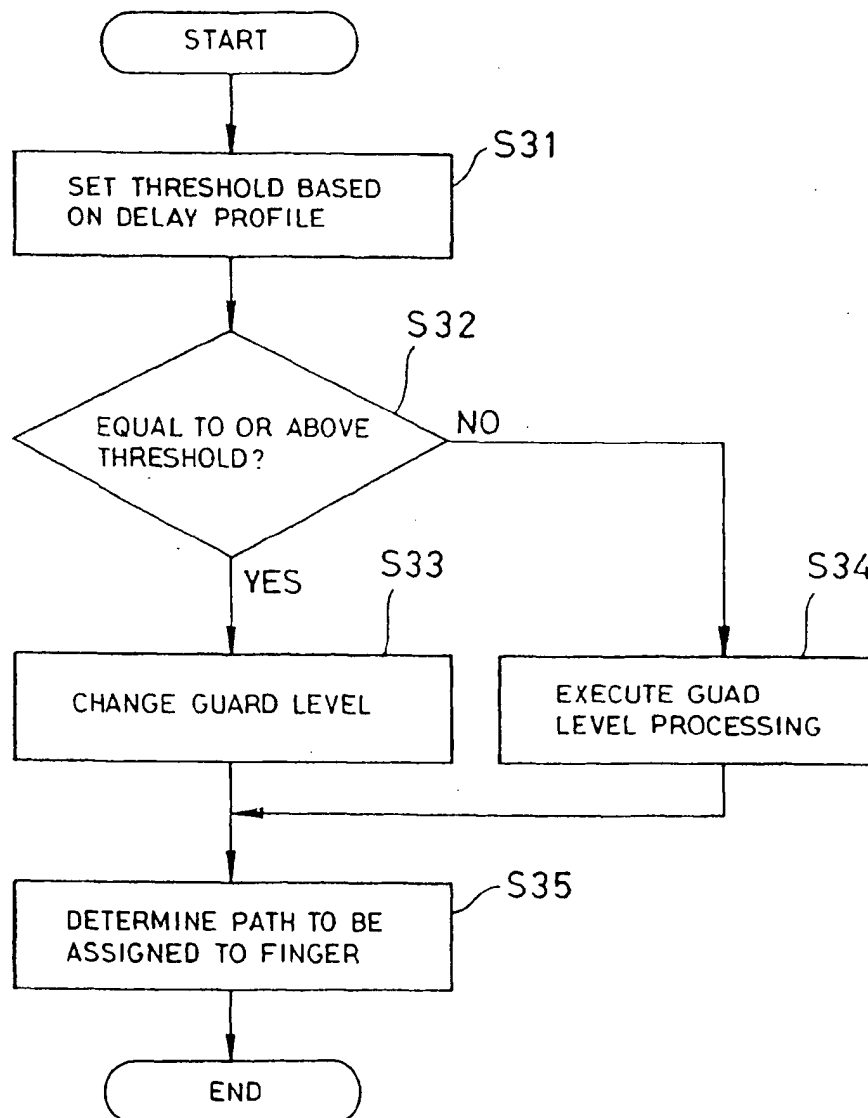 START
S31
SET THRESHOLD BASED
ON DELAY PROFILE
S32
EQUAL TO OR ABOVE
THRESHOLD?
NO
YES
S33
CHANGE GUARD LEVEL
S34
EXECUTE GUAD
LEVEL PROCESSING
S35
DETERMINE PATH TO BE
ASSIGNED TO FINGER
END